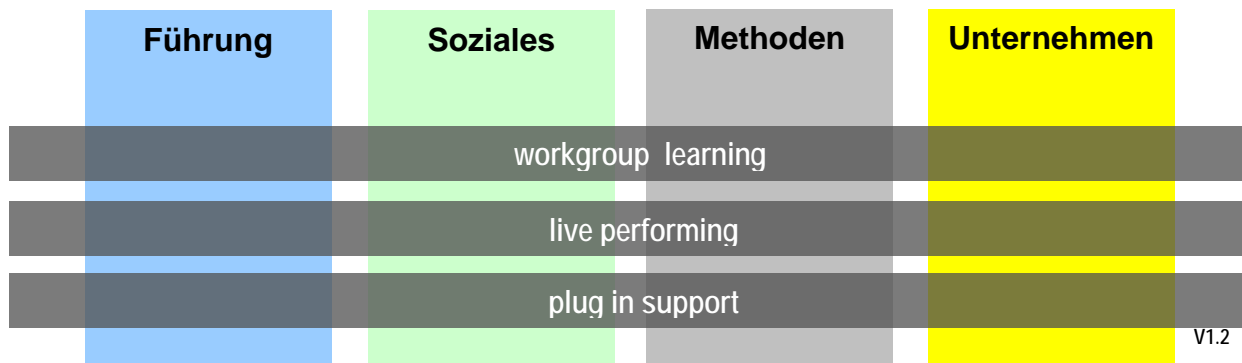 Führung Soziales Methoden Unternehmen
workgroup learning
live performing
plug in support
V1.2